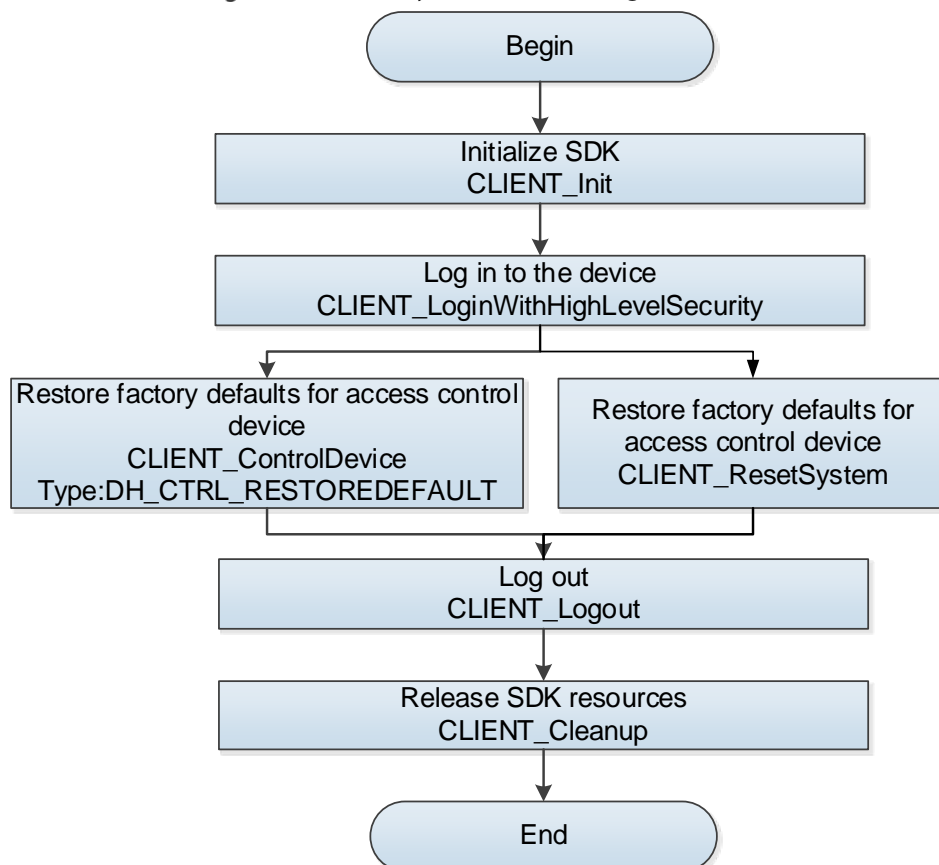 Begin
Initialize SDK
CLIENT_Init
Log in to the device
CLIENT_LoginWithHighLevelSecurity
Restore factory defaults for access control
device
CLIENT_ControlDevice
Type:DH_CTRL_RESTOREDEFAULT
Restore factory defaults for
access control device
CLIENT_ResetSystem
Log out
CLIENT_Logout
Release SDK resources
CLIENT_Cleanup
End